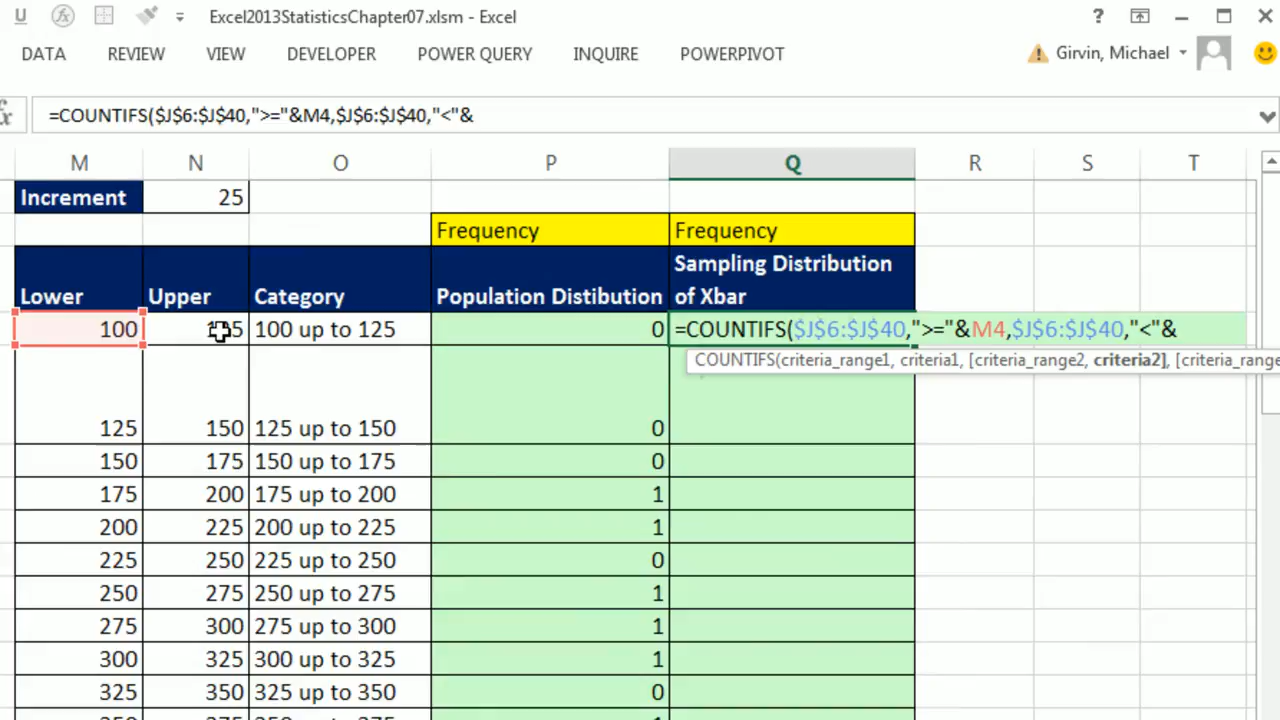 U fx Excel2013StatisticsChapter07.xlsm - Excel ?
DATA REVIEW VIEW DEVELOPER POWER QUERY INQUIRE POWERPIVOT Girvin, Michael
fx =COUNTIFS($J$6:$J$40,">="&M4,$J$6:$J$40,"<"&
M N O P Q R S T
Increment 25
Frequency Frequency
Lower Upper Category Population Distibution Sampling Distribution
of Xbar
100 100 up to 125 0 =COUNTIFS($J$6:$J$40,">="&M4,$J$6:$J$40,"<"&
COUNTIFS(criteria_range1, criteria1, [criteria_range2, criteria2], [criteria_range
125 150 125 up to 150 0
150 175 150 up to 175 0
175 200 175 up to 200 1
200 225 200 up to 225 1
225 250 225 up to 250 0
250 275 250 up to 275 1
275 300 275 up to 300 1
300 325 300 up to 325 1
325 350 325 up to 350 0